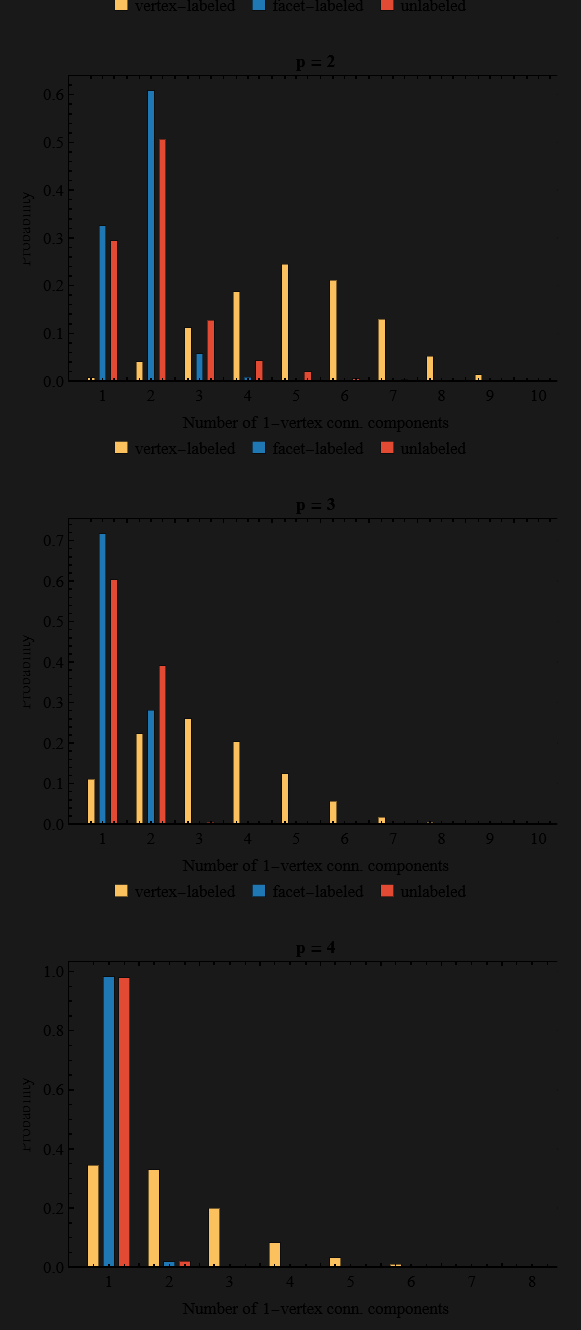 vertex−labeled facet−labeled unlabeled
p = 2
Probability
0.6
0.5
0.4
0.3
0.2
0.1
0.0
1 2 3 4 5 6 7 8 9 10
Number of 1−vertex conn. components
vertex−labeled facet−labeled unlabeled
p = 3
Probability
0.7
0.6
0.5
0.4
0.3
0.2
0.1
0.0
1 2 3 4 5 6 7 8 9 10
Number of 1−vertex conn. components
vertex−labeled facet−labeled unlabeled
p = 4
Probability
1.0
0.8
0.6
0.4
0.2
0.0
1 2 3 4 5 6 7 8
Number of 1−vertex conn. components